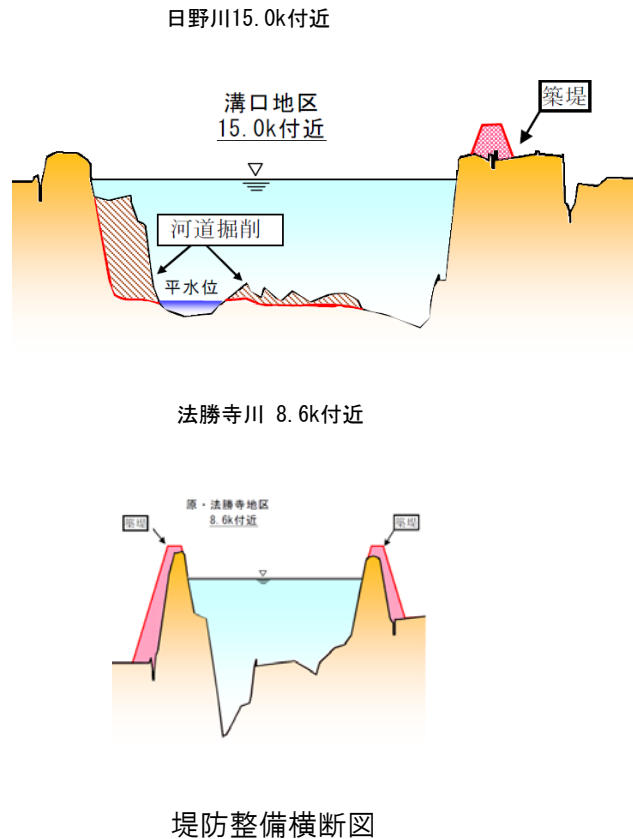 日野川15.0k付近
溝口地区
15.0k付近
築堤
河道掘削
平水位
法勝寺川 8.6k付近
原・法勝寺地区
8.6k付近
築堤
築堤
堤防整備横断図